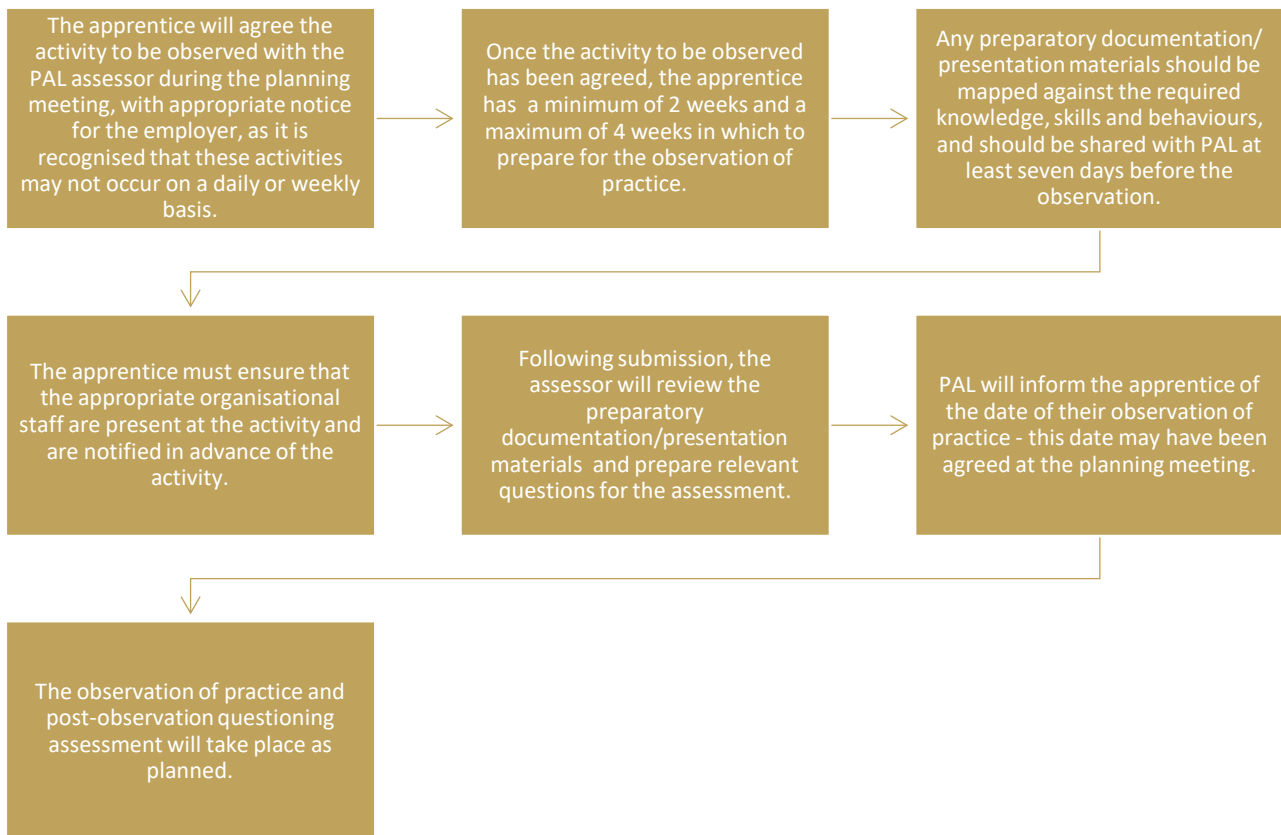 The apprentice will agree the
activity to be observed with the
PAL assessor during the planning
meeting, with appropriate notice
for the employer, as it is
recognised that these activities
may not occur on a daily or weekly
basis.
Once the activity to be observed
has been agreed, the apprentice
has a minimum of 2 weeks and a
maximum of 4 weeks in which to
prepare for the observation of
practice.
Any preparatory documentation/
presentation materials should be
mapped against the required
knowledge, skills and behaviours,
and should be shared with PAL at
least seven days before the
observation.
The apprentice must ensure that
the appropriate organisational
staff are present at the activity and
are notified in advance of the
activity.
Following submission, the
assessor will review the
preparatory
documentation/presentation
materials and prepare relevant
questions for the assessment.
PAL will inform the apprentice of
the date of their observation of
practice - this date may have been
agreed at the planning meeting.
The observation of practice and
post-observation questioning
assessment will take place as
planned.